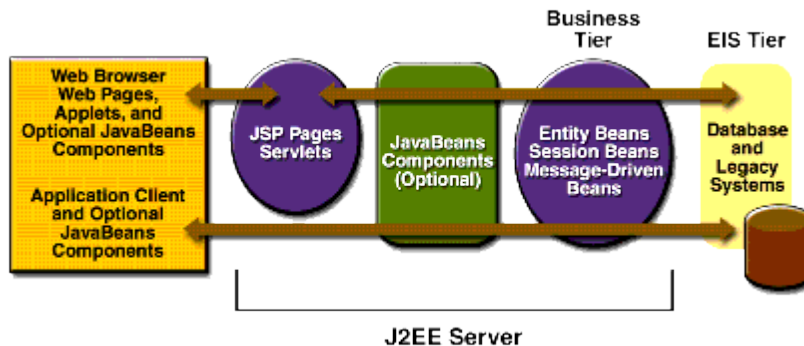 Business
Tier
EIS Tier
Web Browser
Web Pages,
Applets, and
Optional JavaBeans
Components
Application Client
and Optional
JavaBeans
Components
JSP Pages
Servlets
JavaBeans
Components
(Optional)
Entity Beans
Session Beans
Message-Driven
Beans
Database
and
Legacy
Systems
J2EE Server